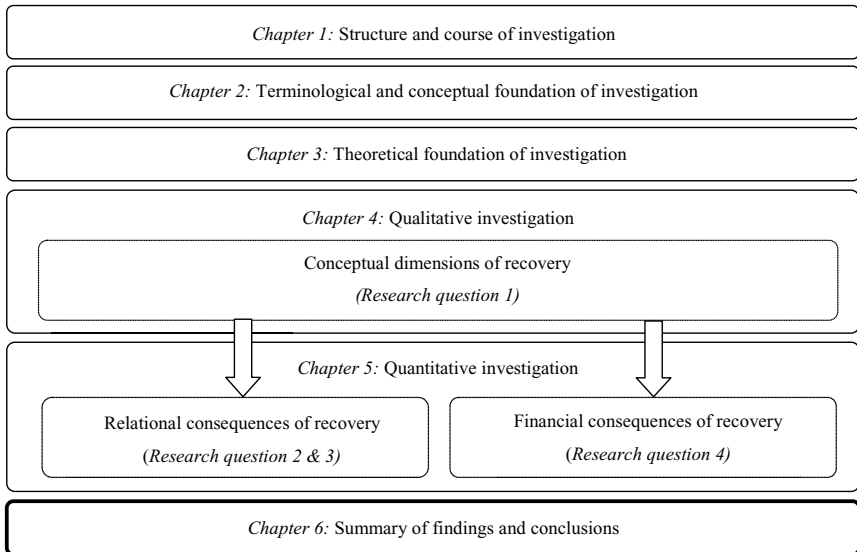 Chapter 1: Structure and course of investigation
Chapter 2: Terminological and conceptual foundation of investigation
Chapter 3: Theoretical foundation of investigation
Chapter 4: Qualitative investigation
Conceptual dimensions of recovery
(Research question 1)
Chapter 5: Quantitative investigation
Relational consequences of recovery
(Research question 2 & 3)
Financial consequences of recovery
(Research question 4)
Chapter 6: Summary of findings and conclusions